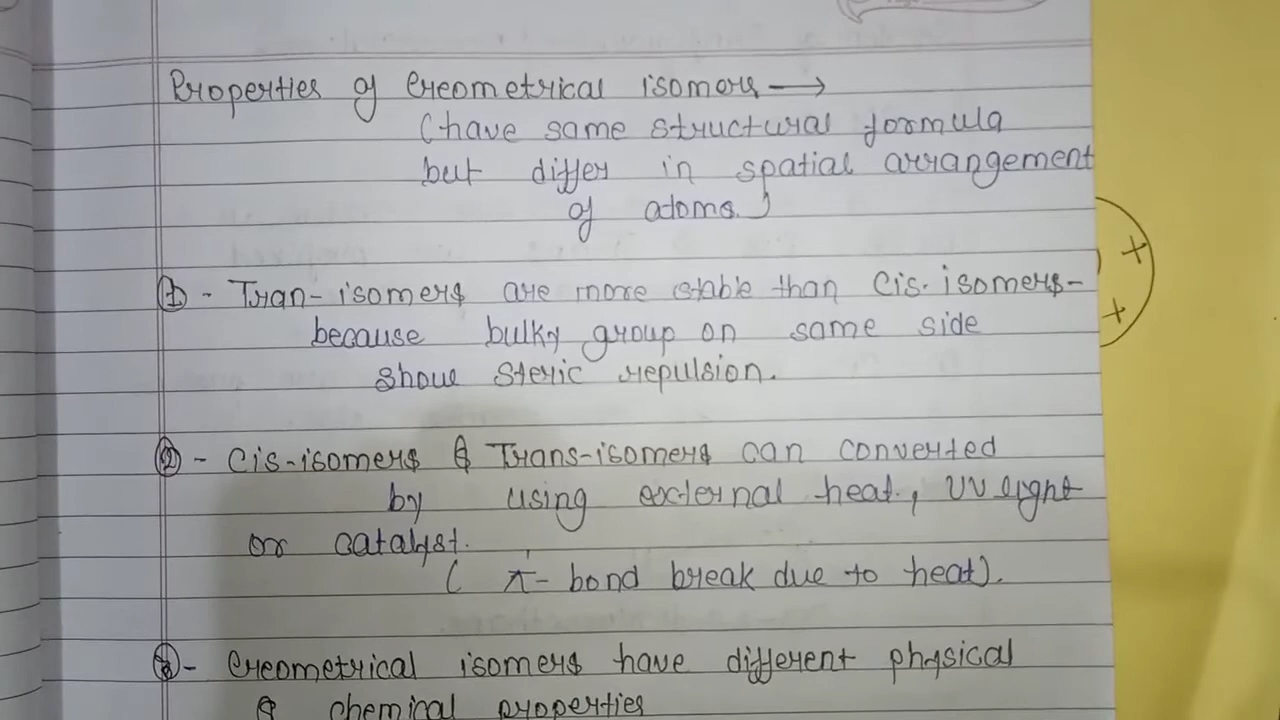 Properties of Geometrical isomers →
(have same structural formula
but differ in spatial arrangement
of atoms.)
① - Tran-isomers are more stable than Cis-isomers-
because bulky group on same side
show steric repulsion.
② - Cis-isomers & Trans-isomers can converted
by using external heat, UV light
or catalyst.
( π-bond break due to heat).
③ - Geometrical isomers have different physical
& chemical properties
+
+